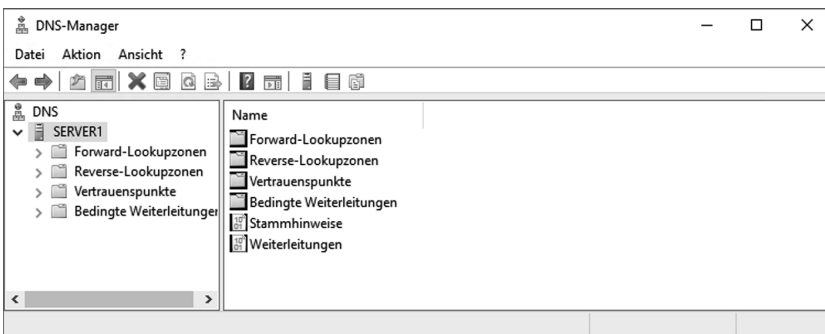 DNS-Manager
Datei Aktion Ansicht ?
DNS
SERVER1
Forward-Lookupzonen
Reverse-Lookupzonen
Vertrauenspunkte
Bedingte Weiterleitunger
Name
Forward-Lookupzonen
Reverse-Lookupzonen
Vertrauenspunkte
Bedingte Weiterleitungen
Stammhinweise
Weiterleitungen